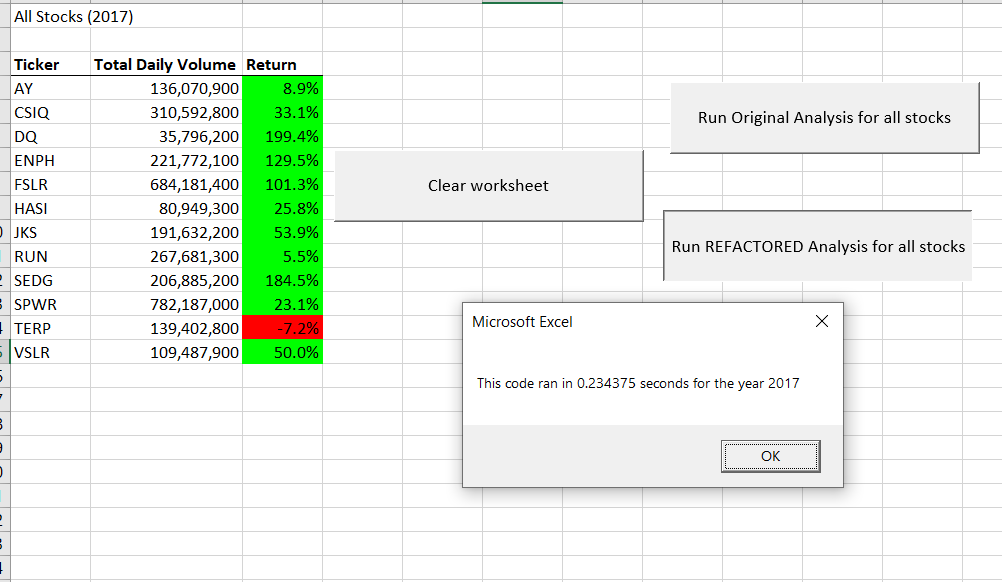 All Stocks (2017)
Ticker Total Daily Volume Return
AY 136,070,900 8.9%
CSIQ 310,592,800 33.1%
DQ 35,796,200 199.4%
ENPH 221,772,100 129.5%
FSLR 684,181,400 101.3%
HASI 80,949,300 25.8%
JKS 191,632,200 53.9%
RUN 267,681,300 5.5%
SEDG 206,885,200 184.5%
SPWR 782,187,000 23.1%
TERP 139,402,800 -7.2%
VSLR 109,487,900 50.0%
Run Original Analysis for all stocks
Clear worksheet
Run REFACTORED Analysis for all stocks
Microsoft Excel
This code ran in 0.234375 seconds for the year 2017
OK